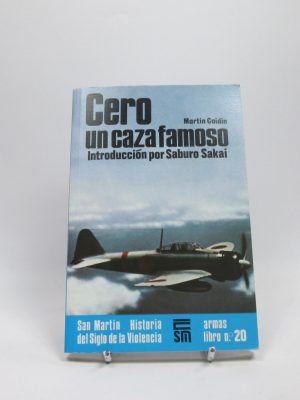 Cero
Martin Caidin
un caza famoso
Introducción por Saburo Sakai
San Martín Historia
del Siglo de la Violencia
SM
armas
libro n.º 20